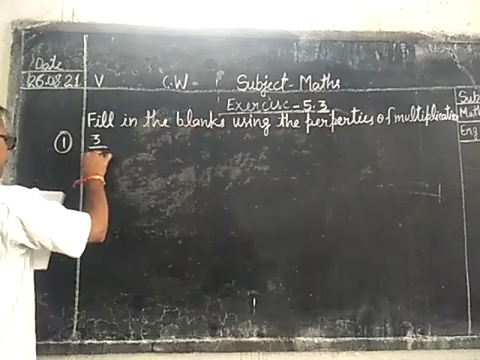 Date
26.08.21 V C.W- Subject- Maths
Exercise-5.3
Fill in the blanks using the perperties of multiplication
① 3
Sub
Math
Eng